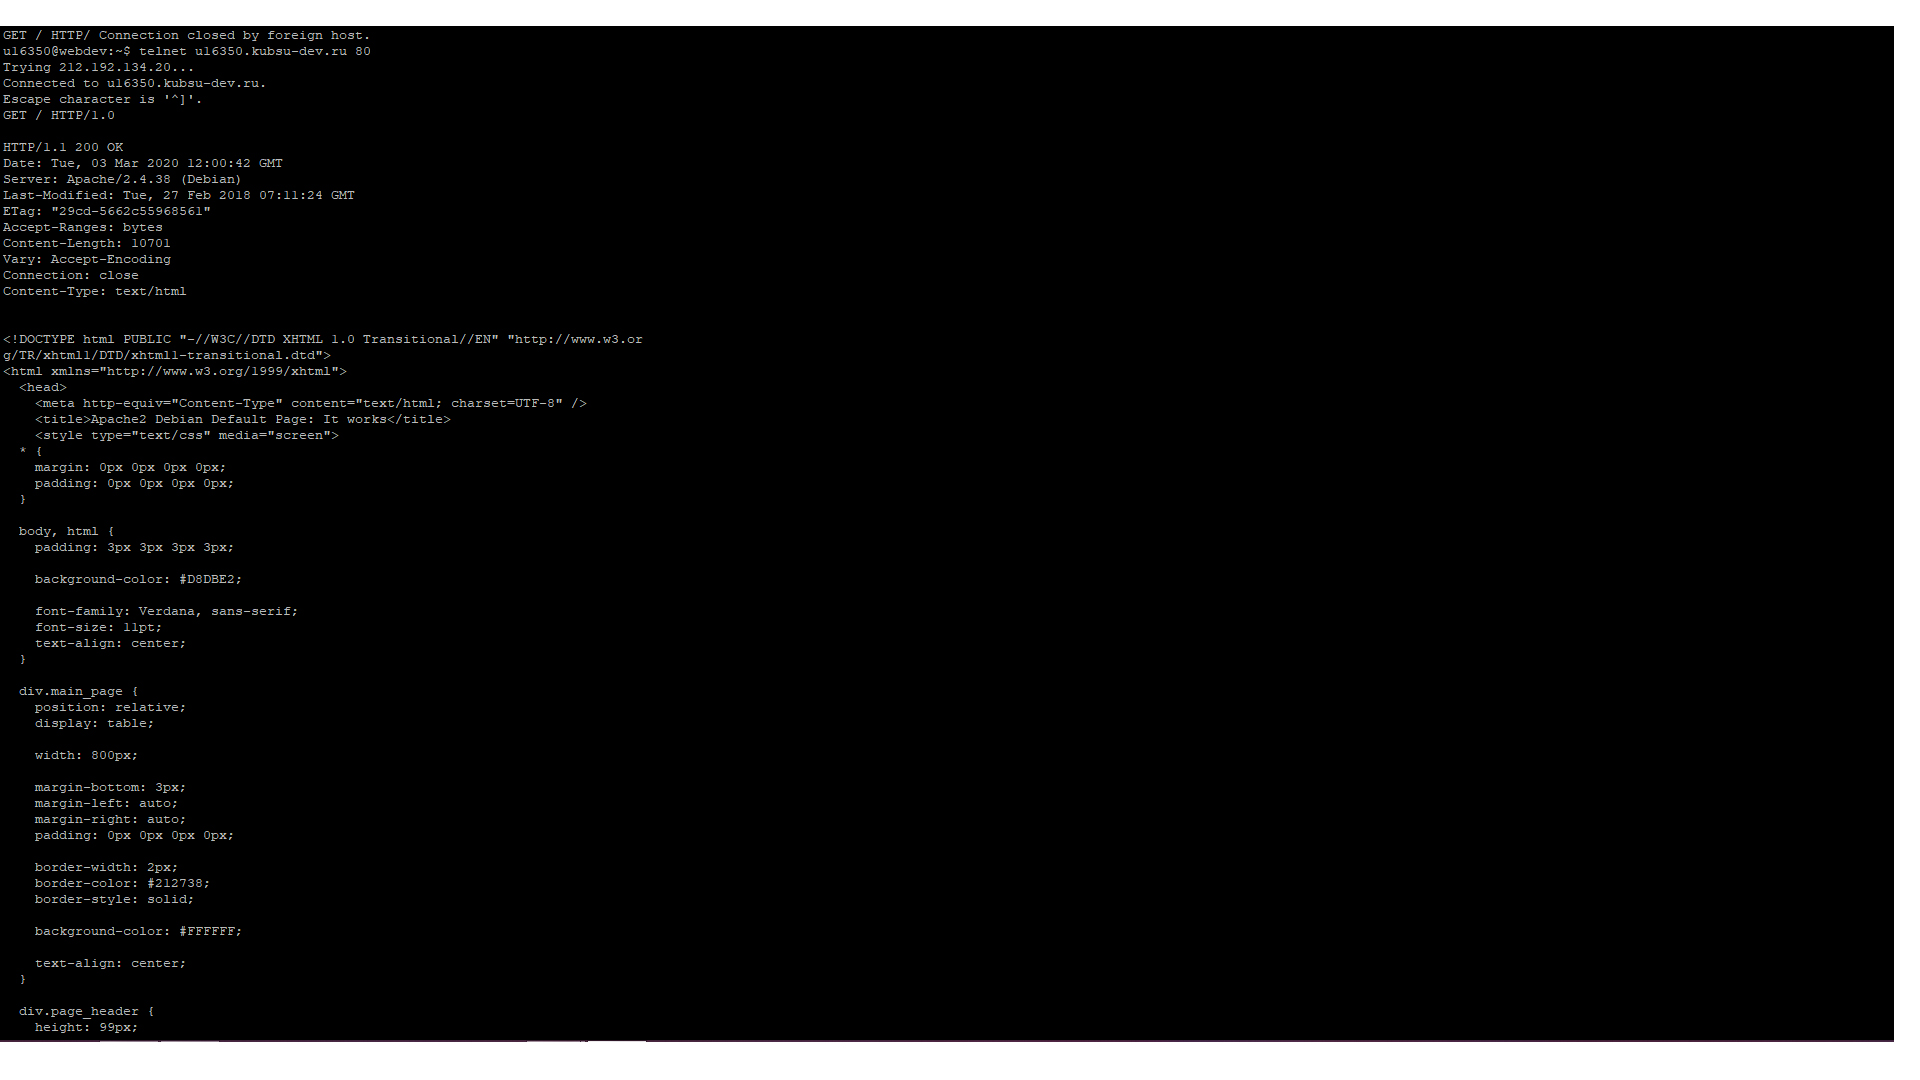 GET / HTTP/ Connection closed by foreign host.
u16350@webdev:~$ telnet u16350.kubsu-dev.ru 80
Trying 212.192.134.20...
Connected to u16350.kubsu-dev.ru.
Escape character is '^]'.
GET / HTTP/1.0

HTTP/1.1 200 OK
Date: Tue, 03 Mar 2020 12:00:42 GMT
Server: Apache/2.4.38 (Debian)
Last-Modified: Tue, 27 Feb 2018 07:11:24 GMT
ETag: "29cd-5662c55968561"
Accept-Ranges: bytes
Content-Length: 10701
Vary: Accept-Encoding
Connection: close
Content-Type: text/html


<!DOCTYPE html PUBLIC "-//W3C//DTD XHTML 1.0 Transitional//EN" "http://www.w3.or
g/TR/xhtml1/DTD/xhtml1-transitional.dtd">
<html xmlns="http://www.w3.org/1999/xhtml">
  <head>
    <meta http-equiv="Content-Type" content="text/html; charset=UTF-8" />
    <title>Apache2 Debian Default Page: It works</title>
    <style type="text/css" media="screen">
  * {
    margin: 0px 0px 0px 0px;
    padding: 0px 0px 0px 0px;
  }

  body, html {
    padding: 3px 3px 3px 3px;

    background-color: #D8DBE2;

    font-family: Verdana, sans-serif;
    font-size: 11pt;
    text-align: center;
  }

  div.main_page {
    position: relative;
    display: table;

    width: 800px;

    margin-bottom: 3px;
    margin-left: auto;
    margin-right: auto;
    padding: 0px 0px 0px 0px;

    border-width: 2px;
    border-color: #212738;
    border-style: solid;

    background-color: #FFFFFF;

    text-align: center;
  }

  div.page_header {
    height: 99px;